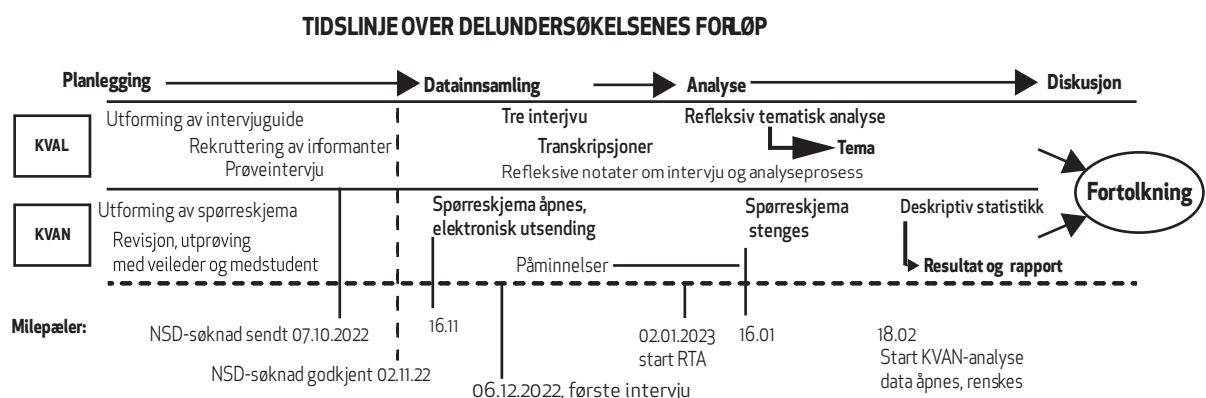 TIDSLINJE OVER DELUNDERSØKELSENES FORLØP
Planlegging
Datainnsamling
Analyse
Diskusjon
KVAL
Utforming av intervjuguide
Rekruttering av informanter
Prøveintervju
Tre interjvu
Transkripsjoner
Refleksiv tematisk analyse
Tema
Refleksive notater om intervju og analyseprosess
Fortolkning
KVAN
Utforming av spørreskjema
Revisjon, utprøving
med veileder og medstudent
Spørreskjema åpnes,
elektronisk utsending
Påminnelser
Spørreskjema
stenges
Deskriptiv statistikk
Resultat og rapport
Milepæler:
NSD-søknad sendt 07.10.2022
NSD-søknad godkjent 02.11.22
16.11
06.12.2022, første intervju
02.01.2023
start RTA
16.01
18.02
Start KVAN-analyse
data åpnes, renskes